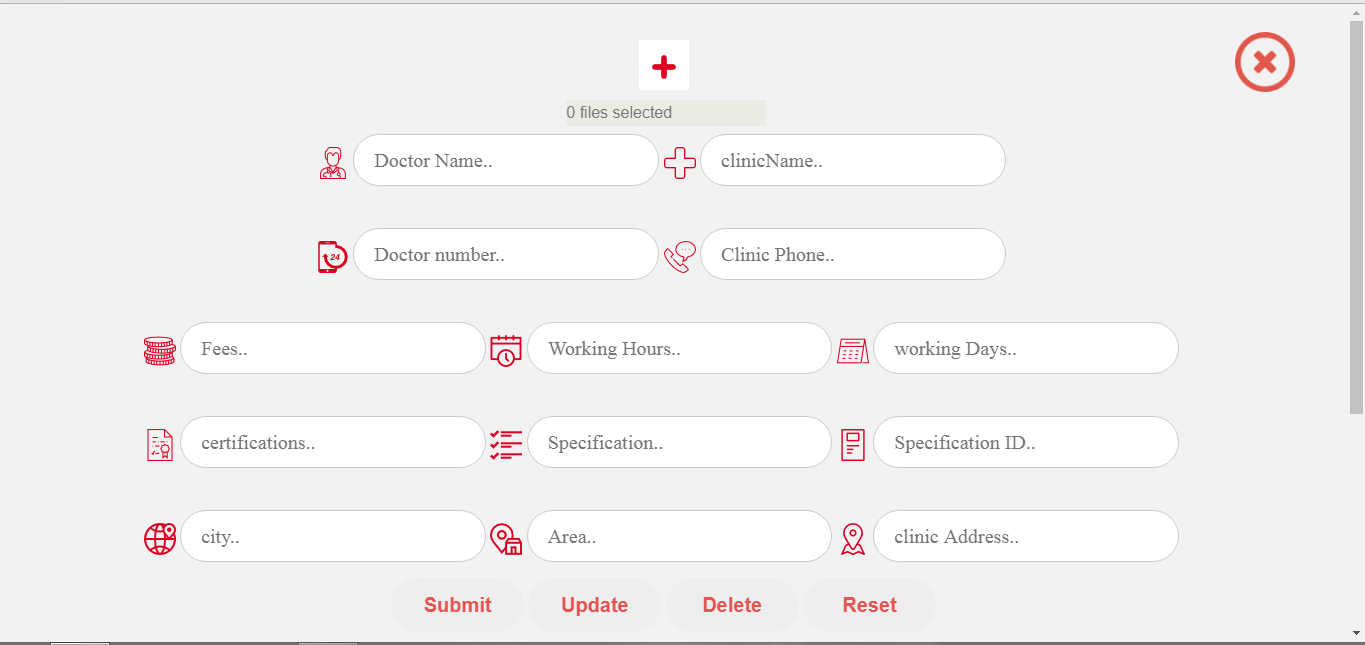 0 files selected
Doctor Name.. clinicName..
24
Doctor number.. Clinic Phone..
Fees.. Working Hours.. working Days..
certifications.. Specification.. Specification ID..
city.. Area.. clinic Address..
Submit Update Delete Reset